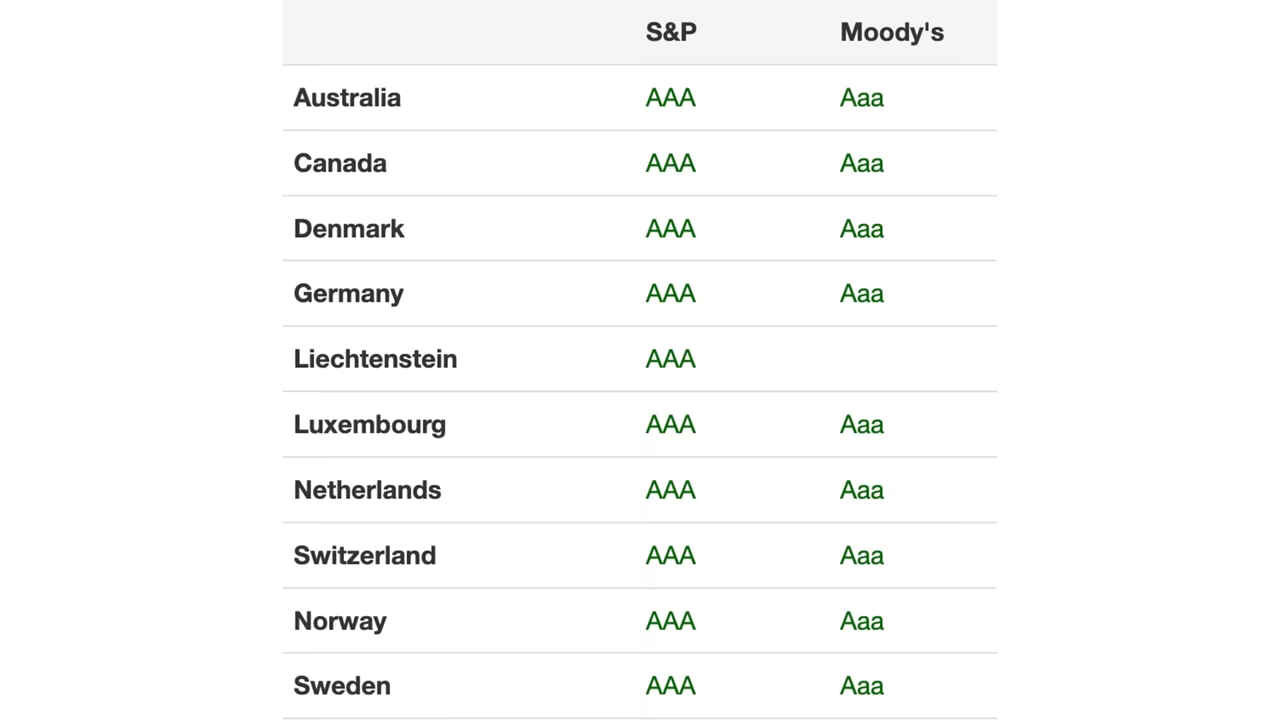 S&P Moody's
Australia AAA Aaa
Canada AAA Aaa
Denmark AAA Aaa
Germany AAA Aaa
Liechtenstein AAA
Luxembourg AAA Aaa
Netherlands AAA Aaa
Switzerland AAA Aaa
Norway AAA Aaa
Sweden AAA Aaa